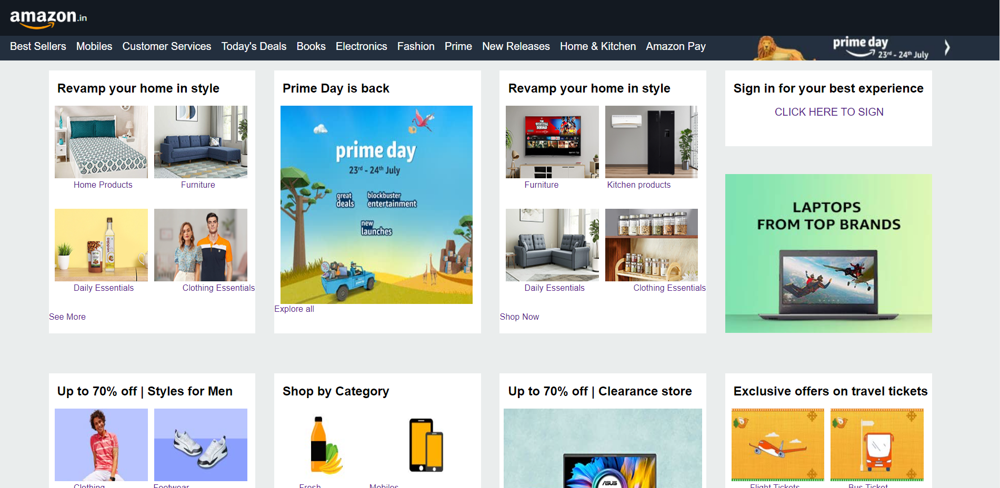 amazon.in
Best Sellers Mobiles Customer Services Today's Deals Books Electronics Fashion Prime New Releases Home & Kitchen Amazon Pay
prime day
23rd - 24th July
Revamp your home in style
Home Products Furniture
Daily Essentials Clothing Essentials
See More
Prime Day is back
prime day
23rd - 24th July
great deals
blockbuster entertainment
new launches
Explore all
Revamp your home in style
Furniture Kitchen products
Daily Essentials Clothing Essentials
Shop Now
Sign in for your best experience
CLICK HERE TO SIGN
LAPTOPS
FROM TOP BRANDS
Up to 70% off | Styles for Men
Clothing Footwear
Shop by Category
Fresh Mobiles
Up to 70% off | Clearance store
ASUS
Exclusive offers on travel tickets
Flight Tickets Bus Ticket